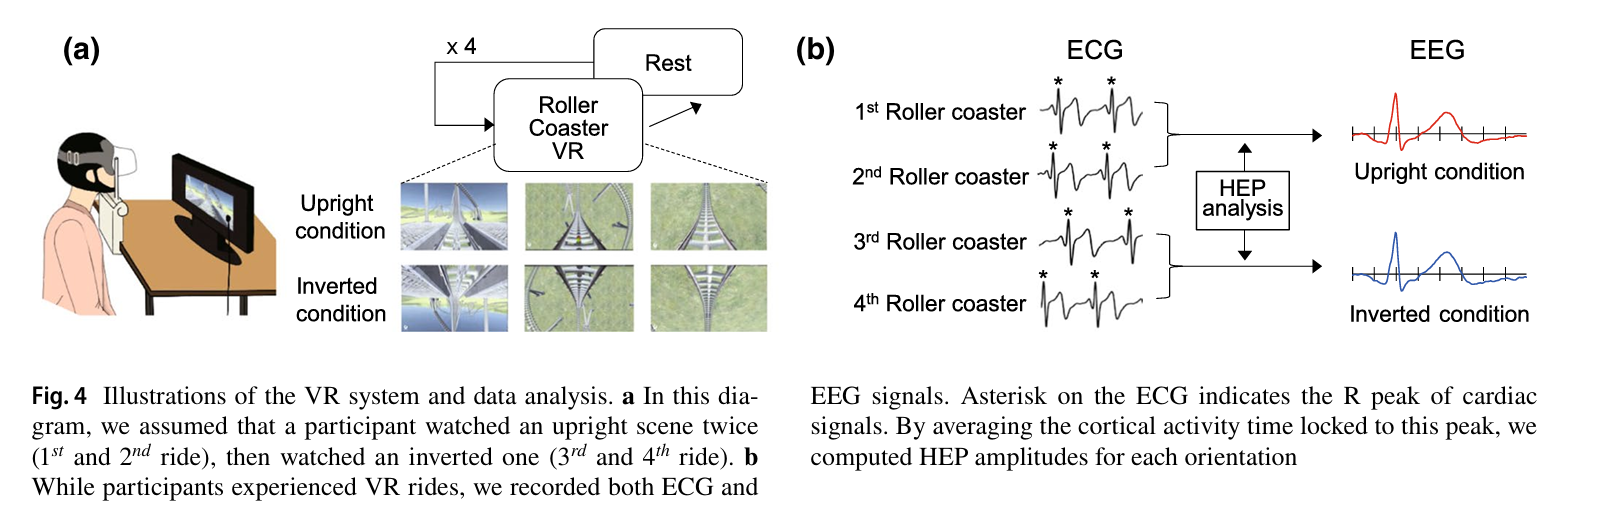 (a)
x 4
Rest
Roller
Coaster
VR
Upright
condition
Inverted
condition
(b)
ECG
EEG
1st Roller coaster
2nd Roller coaster
3rd Roller coaster
4th Roller coaster
* *
* *
* *
* *
HEP
analysis
Upright condition
Inverted condition
Fig. 4 Illustrations of the VR system and data analysis. a In this dia-
gram, we assumed that a participant watched an upright scene twice
(1st and 2nd ride), then watched an inverted one (3rd and 4th ride). b
While participants experienced VR rides, we recorded both ECG and
EEG signals. Asterisk on the ECG indicates the R peak of cardiac
signals. By averaging the cortical activity time locked to this peak, we
computed HEP amplitudes for each orientation